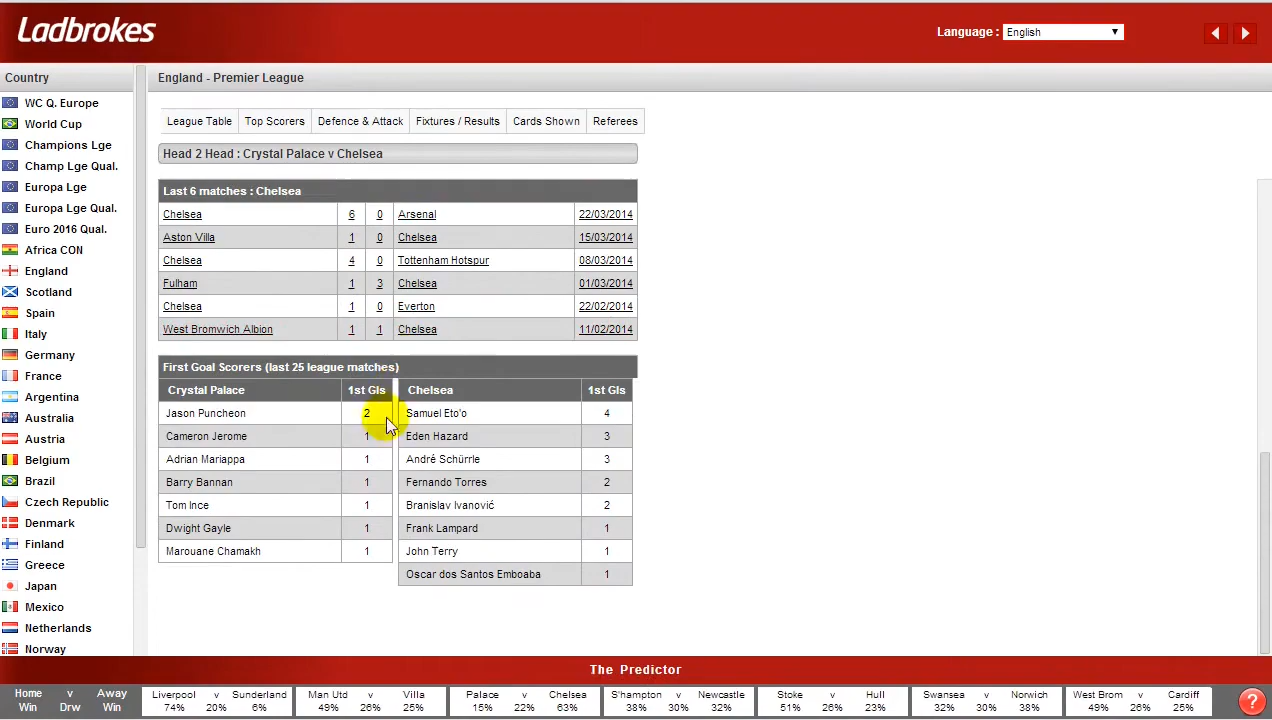 Ladbrokes
Language : English
Country
England - Premier League
WC Q. Europe
World Cup
Champions Lge
Champ Lge Qual.
Europa Lge
Europa Lge Qual.
Euro 2016 Qual.
Africa CON
England
Scotland
Spain
Italy
Germany
France
Argentina
Australia
Austria
Belgium
Brazil
Czech Republic
Denmark
Finland
Greece
Japan
Mexico
Netherlands
Norway
League Table Top Scorers Defence & Attack Fixtures / Results Cards Shown Referees
Head 2 Head : Crystal Palace v Chelsea
Last 6 matches : Chelsea
Chelsea 6 0 Arsenal 22/03/2014
Aston Villa 1 0 Chelsea 15/03/2014
Chelsea 4 0 Tottenham Hotspur 08/03/2014
Fulham 1 3 Chelsea 01/03/2014
Chelsea 1 0 Everton 22/02/2014
West Bromwich Albion 1 1 Chelsea 11/02/2014
First Goal Scorers (last 25 league matches)
Crystal Palace 1st Gls Chelsea 1st Gls
Jason Puncheon 2 Samuel Eto'o 4
Cameron Jerome 1 Eden Hazard 3
Adrian Mariappa 1 André Schürrle 3
Barry Bannan 1 Fernando Torres 2
Tom Ince 1 Branislav Ivanović 2
Dwight Gayle 1 Frank Lampard 1
Marouane Chamakh 1 John Terry 1
Oscar dos Santos Emboaba 1
The Predictor
Home v Away Liverpool v Sunderland Man Utd v Villa Palace v Chelsea S'hampton v Newcastle Stoke v Hull Swansea v Norwich West Brom v Cardiff
Win Drw Win 74% 20% 6% 49% 26% 25% 15% 22% 63% 38% 30% 32% 51% 26% 23% 32% 30% 38% 49% 26% 25%
?